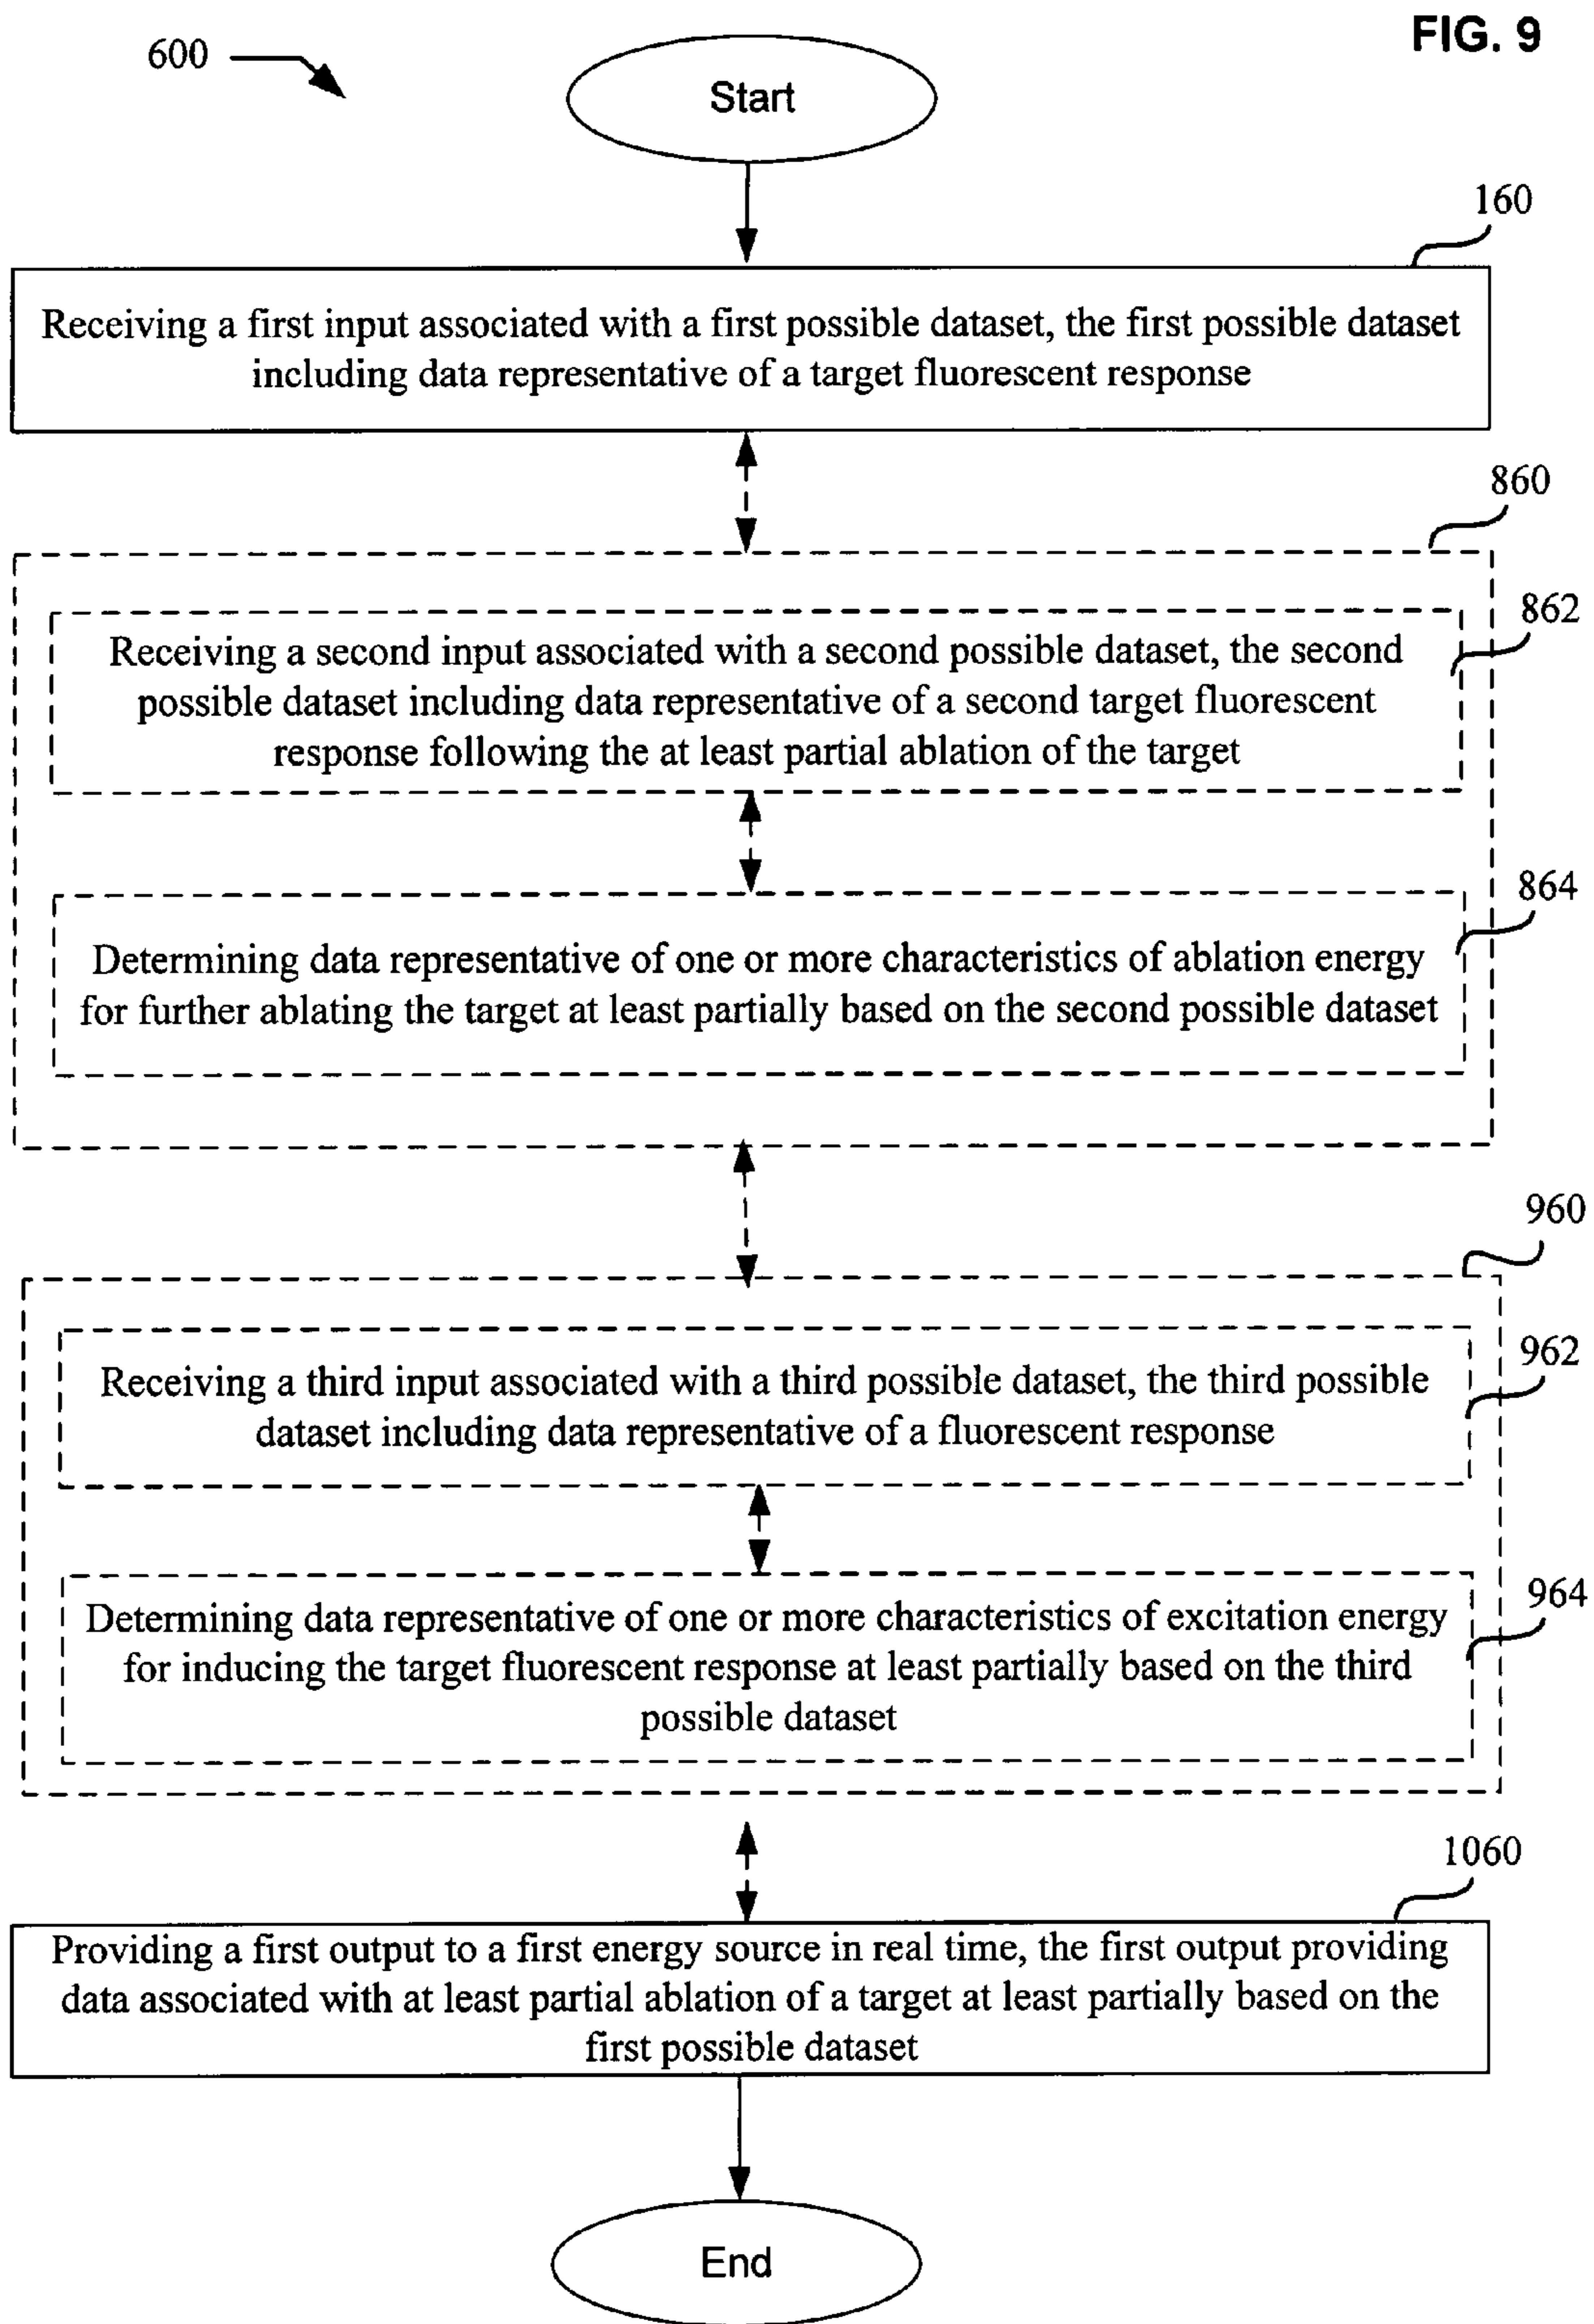 FIG. 9
600
Start
160
Receiving a first input associated with a first possible dataset, the first possible dataset
including data representative of a target fluorescent response
860
862
Receiving a second input associated with a second possible dataset, the second
possible dataset including data representative of a second target fluorescent
response following the at least partial ablation of the target
864
Determining data representative of one or more characteristics of ablation energy
for further ablating the target at least partially based on the second possible dataset
960
962
Receiving a third input associated with a third possible dataset, the third possible
dataset including data representative of a fluorescent response
964
Determining data representative of one or more characteristics of excitation energy
for inducing the target fluorescent response at least partially based on the third
possible dataset
1060
Providing a first output to a first energy source in real time, the first output providing
data associated with at least partial ablation of a target at least partially based on the
first possible dataset
End